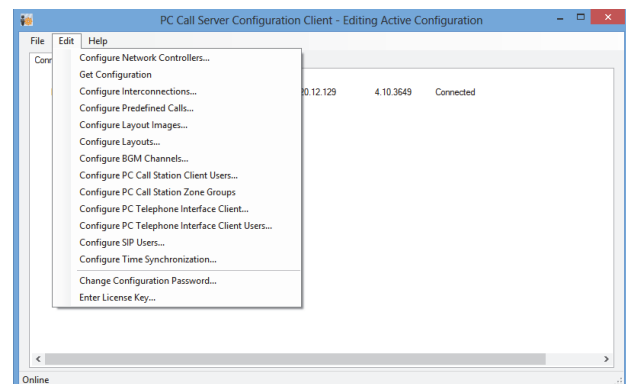 PC Call Server Configuration Client - Editing Active Configuration
File Edit Help
Conr
Configure Network Controllers...
Get Configuration
Configure Interconnections...
20.12.129 4.10.3649 Connected
Configure Predefined Calls...
Configure Layout Images...
Configure Layouts...
Configure BGM Channels...
Configure PC Call Station Client Users...
Configure PC Call Station Zone Groups
Configure PC Telephone Interface Client...
Configure PC Telephone Interface Client Users...
Configure SIP Users...
Configure Time Synchronization...
Change Configuration Password...
Enter License Key...
Online